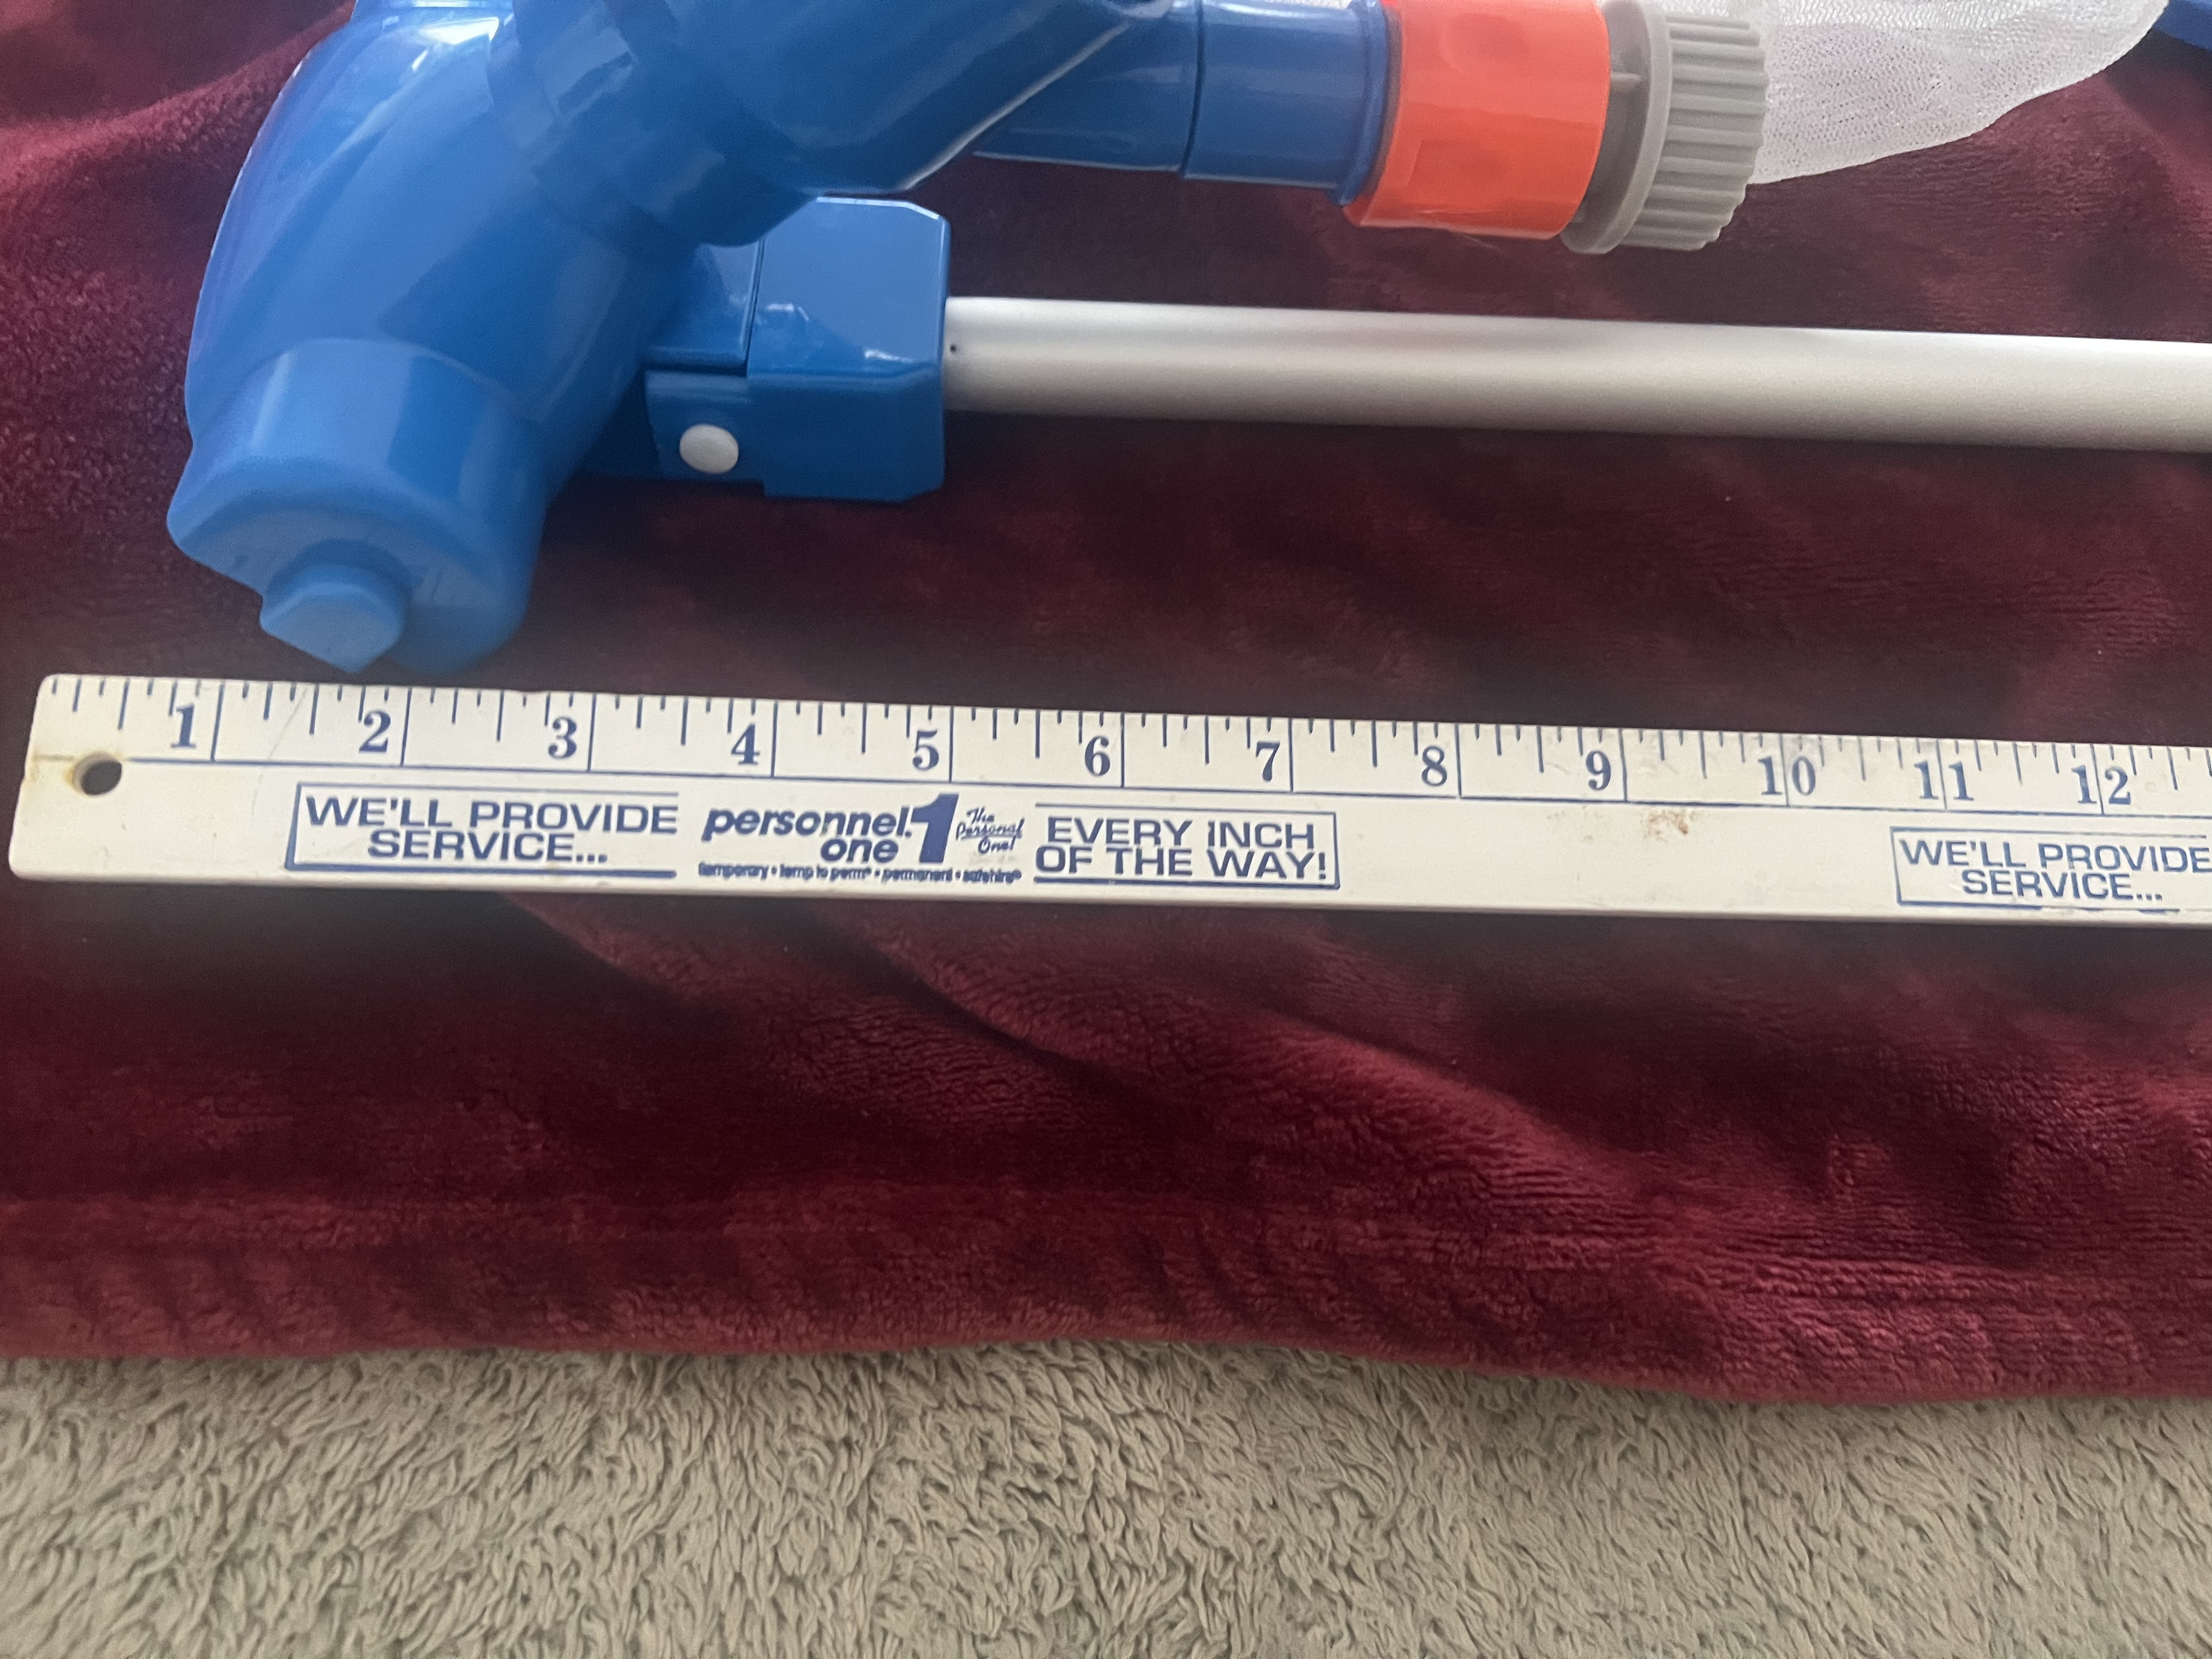 1 2 3 4 5 6 7 8 9 10 11 12
WE'LL PROVIDE
SERVICE...
personnel.1
one
The
Personal
One!
temporary • temp to perm • permanent • safehire
EVERY INCH
OF THE WAY!
WE'LL PROVIDE
SERVICE...